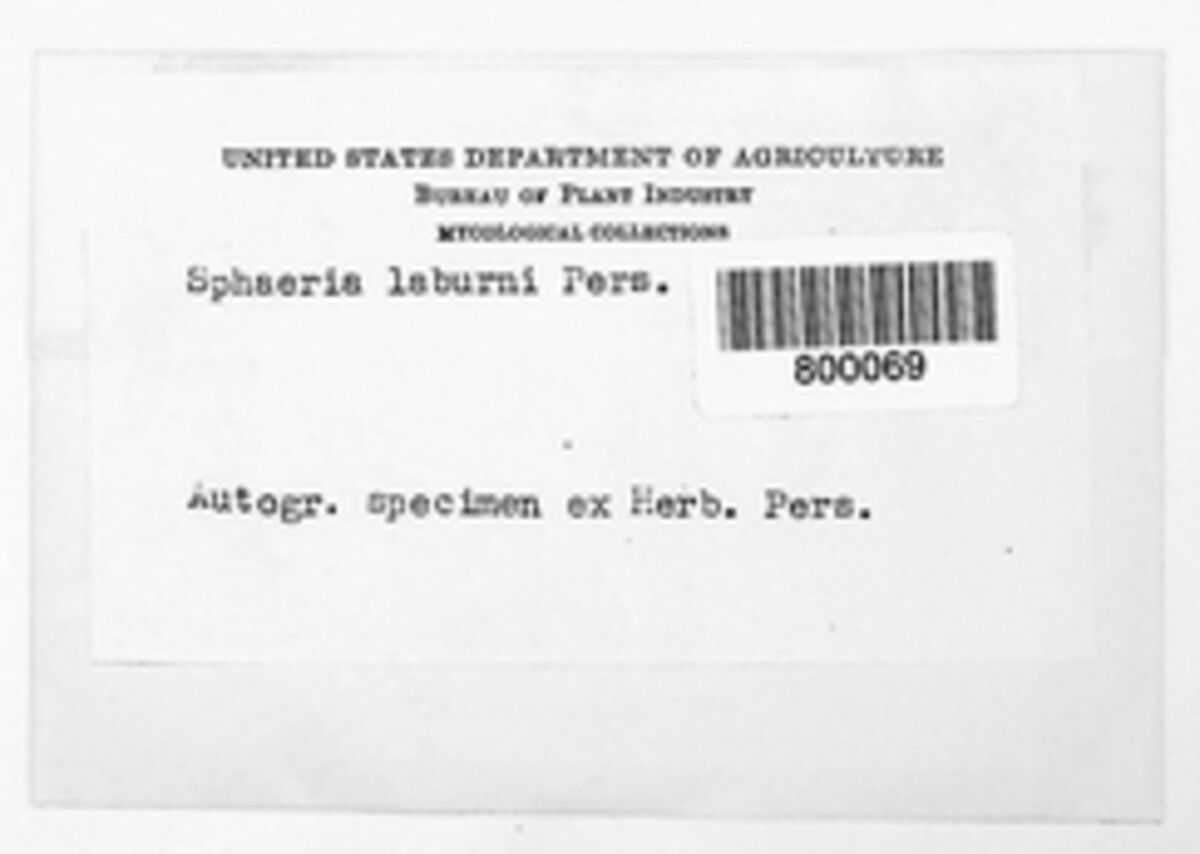 UNITED STATES DEPARTMENT OF AGRICULTURE
BUREAU OF PLANT INDUSTRY
MYCOLOGICAL COLLECTIONS
Sphaeria laburni Pers.
800069
Autogr. specimen ex Herb. Pers.